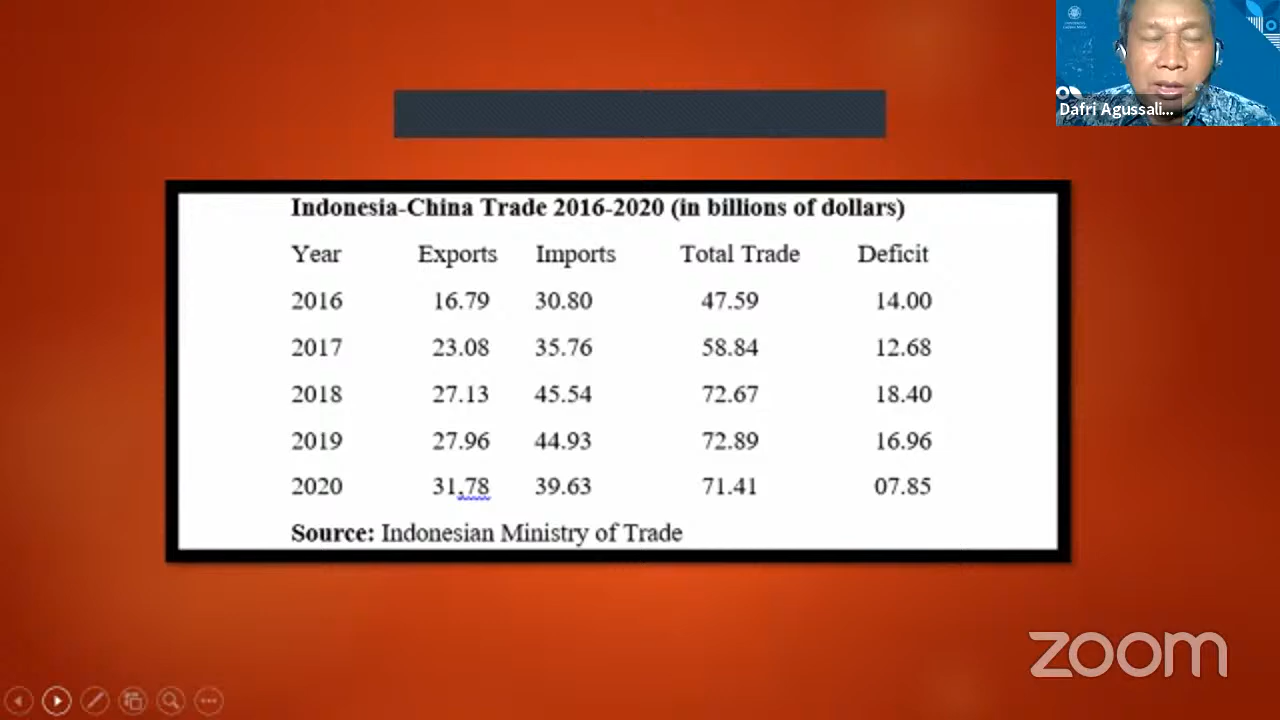 Dafri Agussali...
Indonesia-China Trade 2016-2020 (in billions of dollars)
Year Exports Imports Total Trade Deficit
2016 16.79 30.80 47.59 14.00
2017 23.08 35.76 58.84 12.68
2018 27.13 45.54 72.67 18.40
2019 27.96 44.93 72.89 16.96
2020 31,78 39.63 71.41 07.85
Source: Indonesian Ministry of Trade
zoom